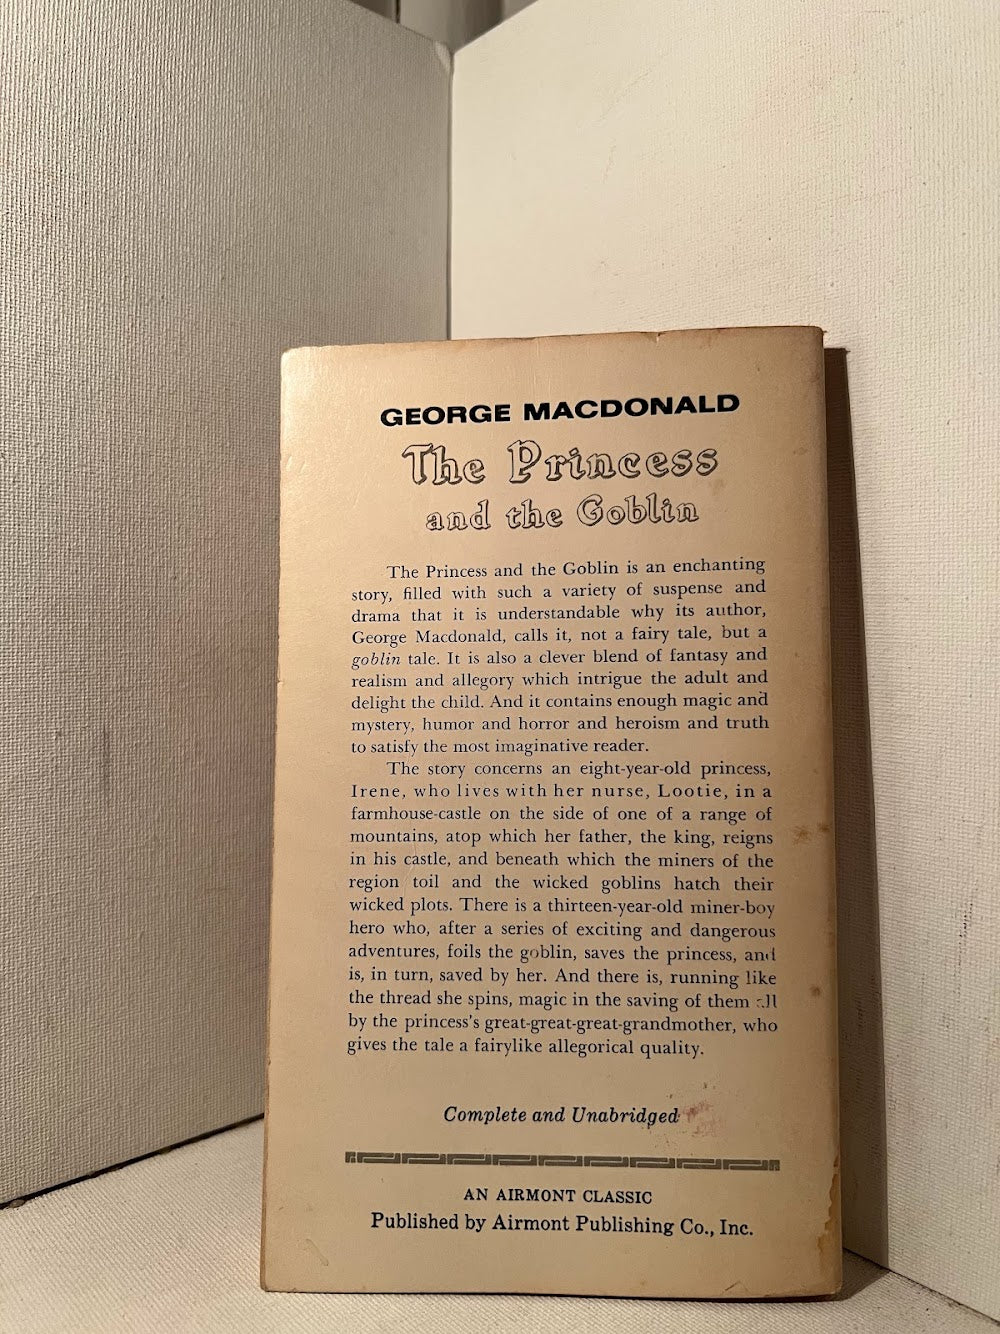 GEORGE MACDONALD
The Princess
and the Goblin
The Princess and the Goblin is an enchanting
story, filled with such a variety of suspense and
drama that it is understandable why its author,
George Macdonald, calls it, not a fairy tale, but a
goblin tale. It is also a clever blend of fantasy and
realism and allegory which intrigue the adult and
delight the child. And it contains enough magic and
mystery, humor and horror and heroism and truth
to satisfy the most imaginative reader.
The story concerns an eight-year-old princess,
Irene, who lives with her nurse, Lootie, in a
farmhouse-castle on the side of one of a range of
mountains, atop which her father, the king, reigns
in his castle, and beneath which the miners of the
region toil and the wicked goblins hatch their
wicked plots. There is a thirteen-year-old miner-boy
hero who, after a series of exciting and dangerous
adventures, foils the goblin, saves the princess, and
is, in turn, saved by her. And there is, running like
the thread she spins, magic in the saving of them all
by the princess's great-great-great-grandmother, who
gives the tale a fairylike allegorical quality.
Complete and Unabridged
AN AIRMONT CLASSIC
Published by Airmont Publishing Co., Inc.